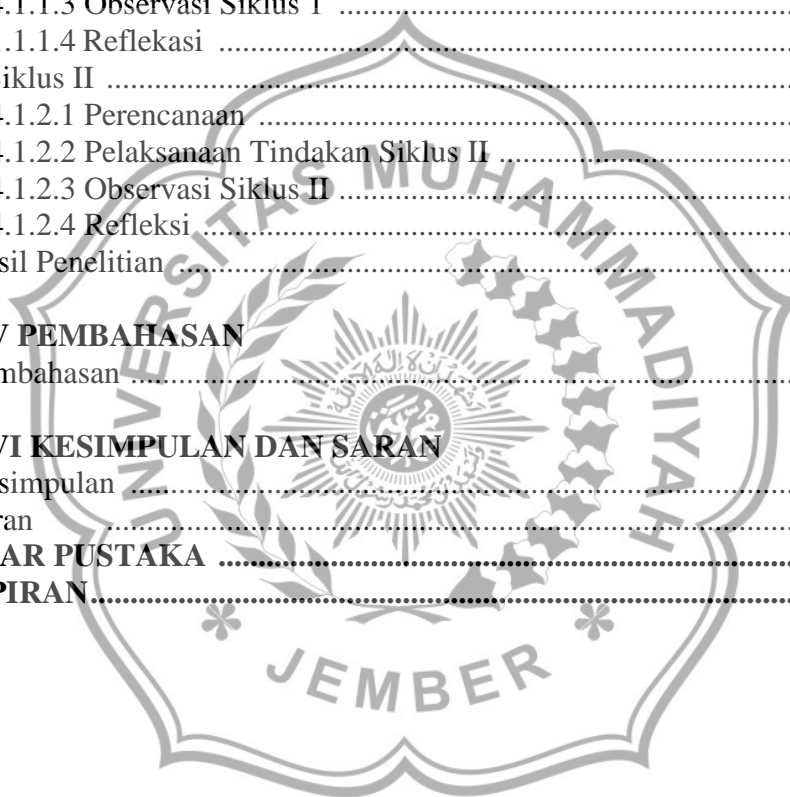 4.1.1.3 Observasi Siklus 1 ................................................................
1.1.1.4 Reflekasi ................................................................
iklus II ................................................................
4.1.2.1 Perencanaan ................................................................
4.1.2.2 Pelaksanaan Tindakan Siklus II ................................................
4.1.2.3 Observasi Siklus II ................................................................
4.1.2.4 Refleksi ................................................................
sil Penelitian ................................................................
V PEMBAHASAN
mbahasan ................................................................
VI KESIMPULAN DAN SARAN
simpulan ................................................................
ran ................................................................
AR PUSTAKA ................................................................
PIRAN ................................................................
UNIVERSITAS MUHAMMADIYAH
JEMBER